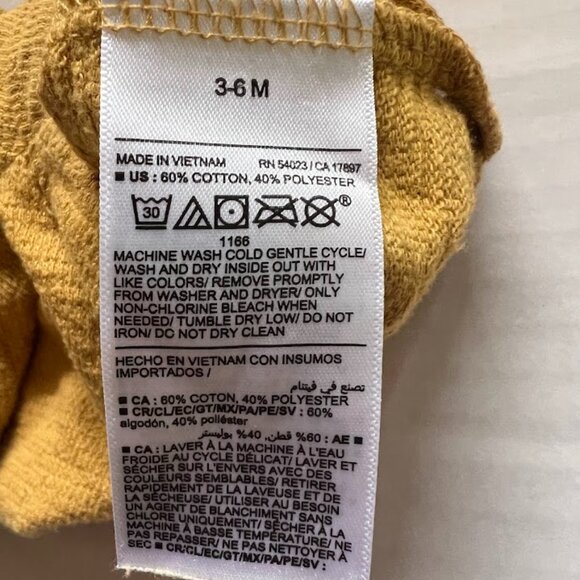 3-6 M
MADE IN VIETNAM RN 54023 / CA 17897
■ US : 60% COTTON, 40% POLYESTER
30 ®
1166
MACHINE WASH COLD GENTLE CYCLE/
WASH AND DRY INSIDE OUT WITH
LIKE COLORS/ REMOVE PROMPTLY
FROM WASHER AND DRYER/ ONLY
NON-CHLORINE BLEACH WHEN
NEEDED/ TUMBLE DRY LOW/ DO NOT
IRON/ DO NOT DRY CLEAN
HECHO EN VIETNAM CON INSUMOS
IMPORTADOS /
تصنع في فيتنام
■ CA : 60% COTON, 40% POLYESTER
■ CR/CL/EC/GT/MX/PA/PE/SV : 60%
algodón, 40% poliéster
■ AE : 60% قطن, 40% بوليستر
■ CA : LAVER À LA MACHINE À L'EAU
FROIDE AU CYCLE DÉLICAT/ LAVER ET
SÉCHER SUR L'ENVERS AVEC DES
COULEURS SEMBLABLES/ RETIRER
RAPIDEMENT DE LA LAVEUSE ET DE
LA SÉCHEUSE/ UTILISER AU BESOIN
UN AGENT DE BLANCHIMENT SANS
CHLORE UNIQUEMENT/ SÉCHER À LA
MACHINE À BASSE TEMPÉRATURE/ NE
PAS REPASSER/ NE PAS NETTOYER À
SEC ■ CR/CL/EC/GT/MX/PA/PE/SV :